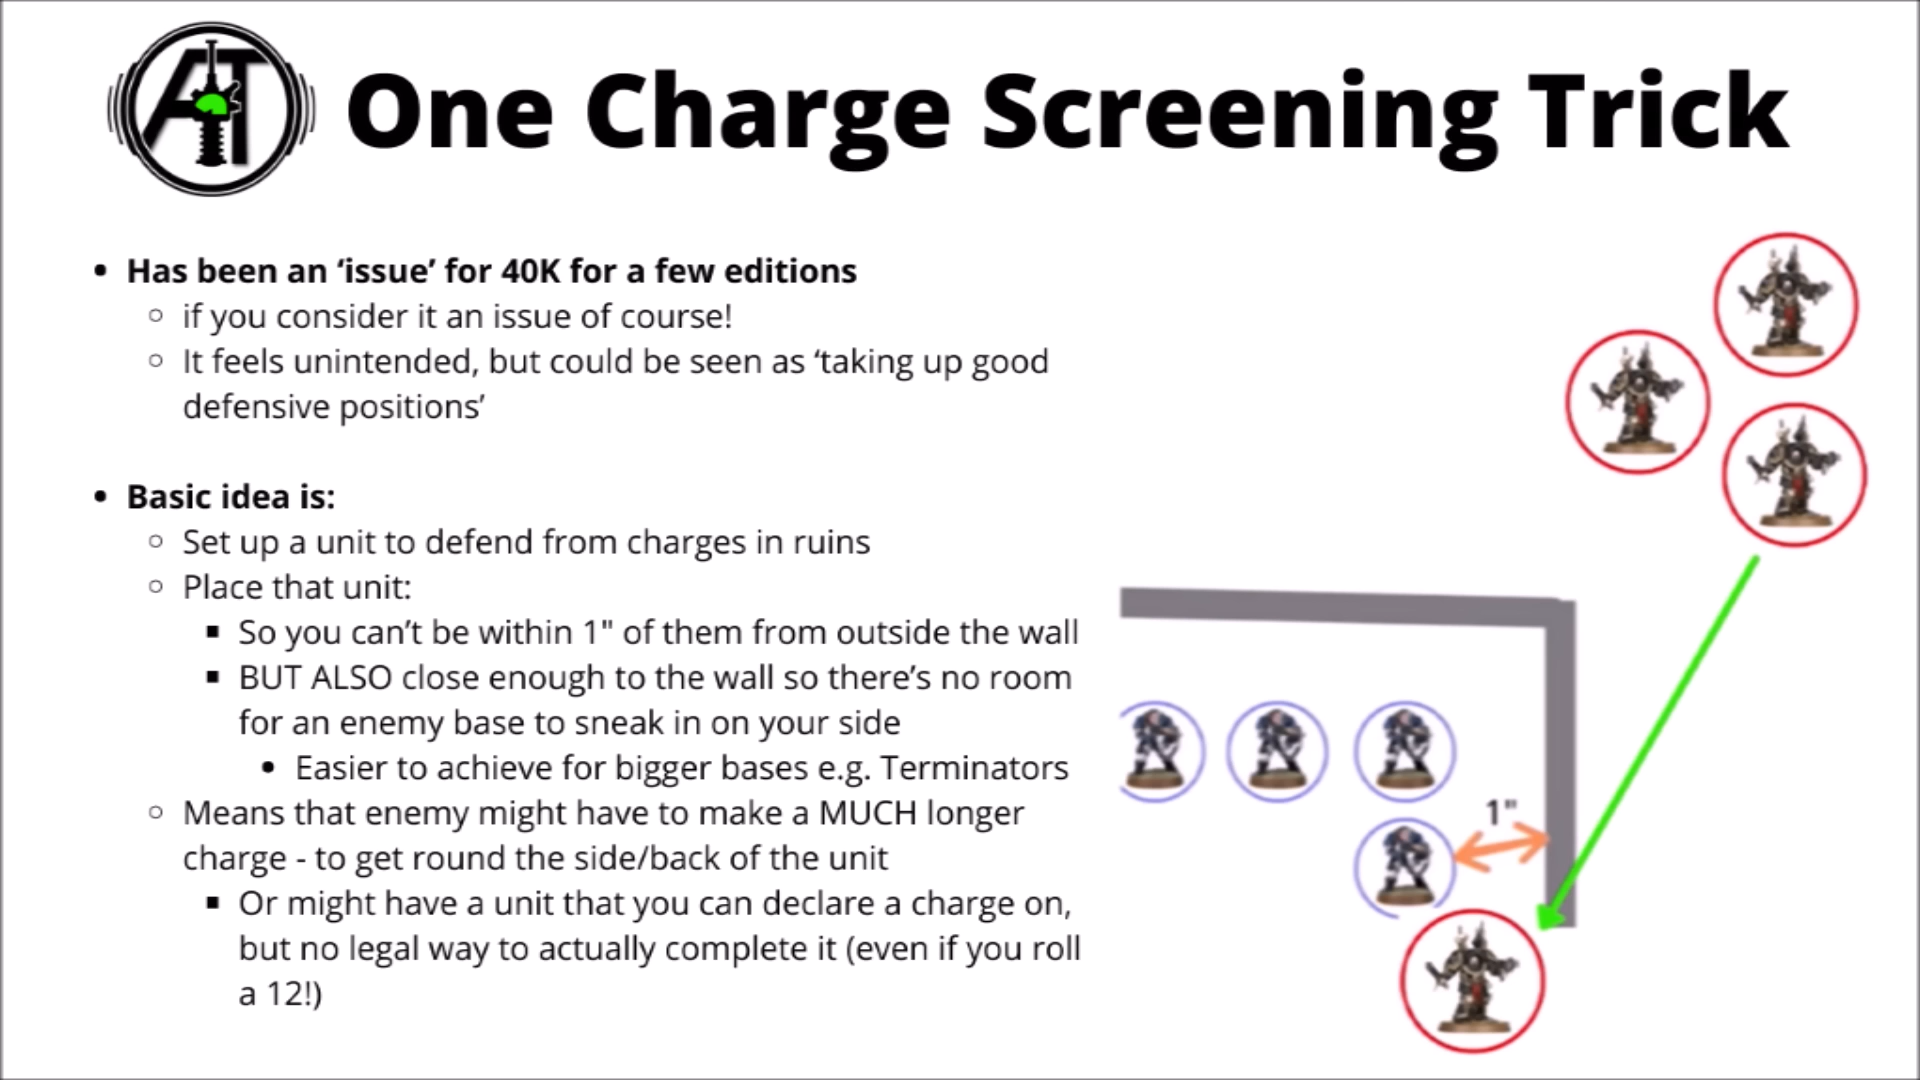 AT
One Charge Screening Trick
• Has been an ‘issue’ for 40K for a few editions
○ if you consider it an issue of course!
○ It feels unintended, but could be seen as ‘taking up good
defensive positions’
• Basic idea is:
○ Set up a unit to defend from charges in ruins
○ Place that unit:
▪ So you can’t be within 1" of them from outside the wall
▪ BUT ALSO close enough to the wall so there’s no room
for an enemy base to sneak in on your side
• Easier to achieve for bigger bases e.g. Terminators
○ Means that enemy might have to make a MUCH longer
charge - to get round the side/back of the unit
▪ Or might have a unit that you can declare a charge on,
but no legal way to actually complete it (even if you roll
a 12!)
1"